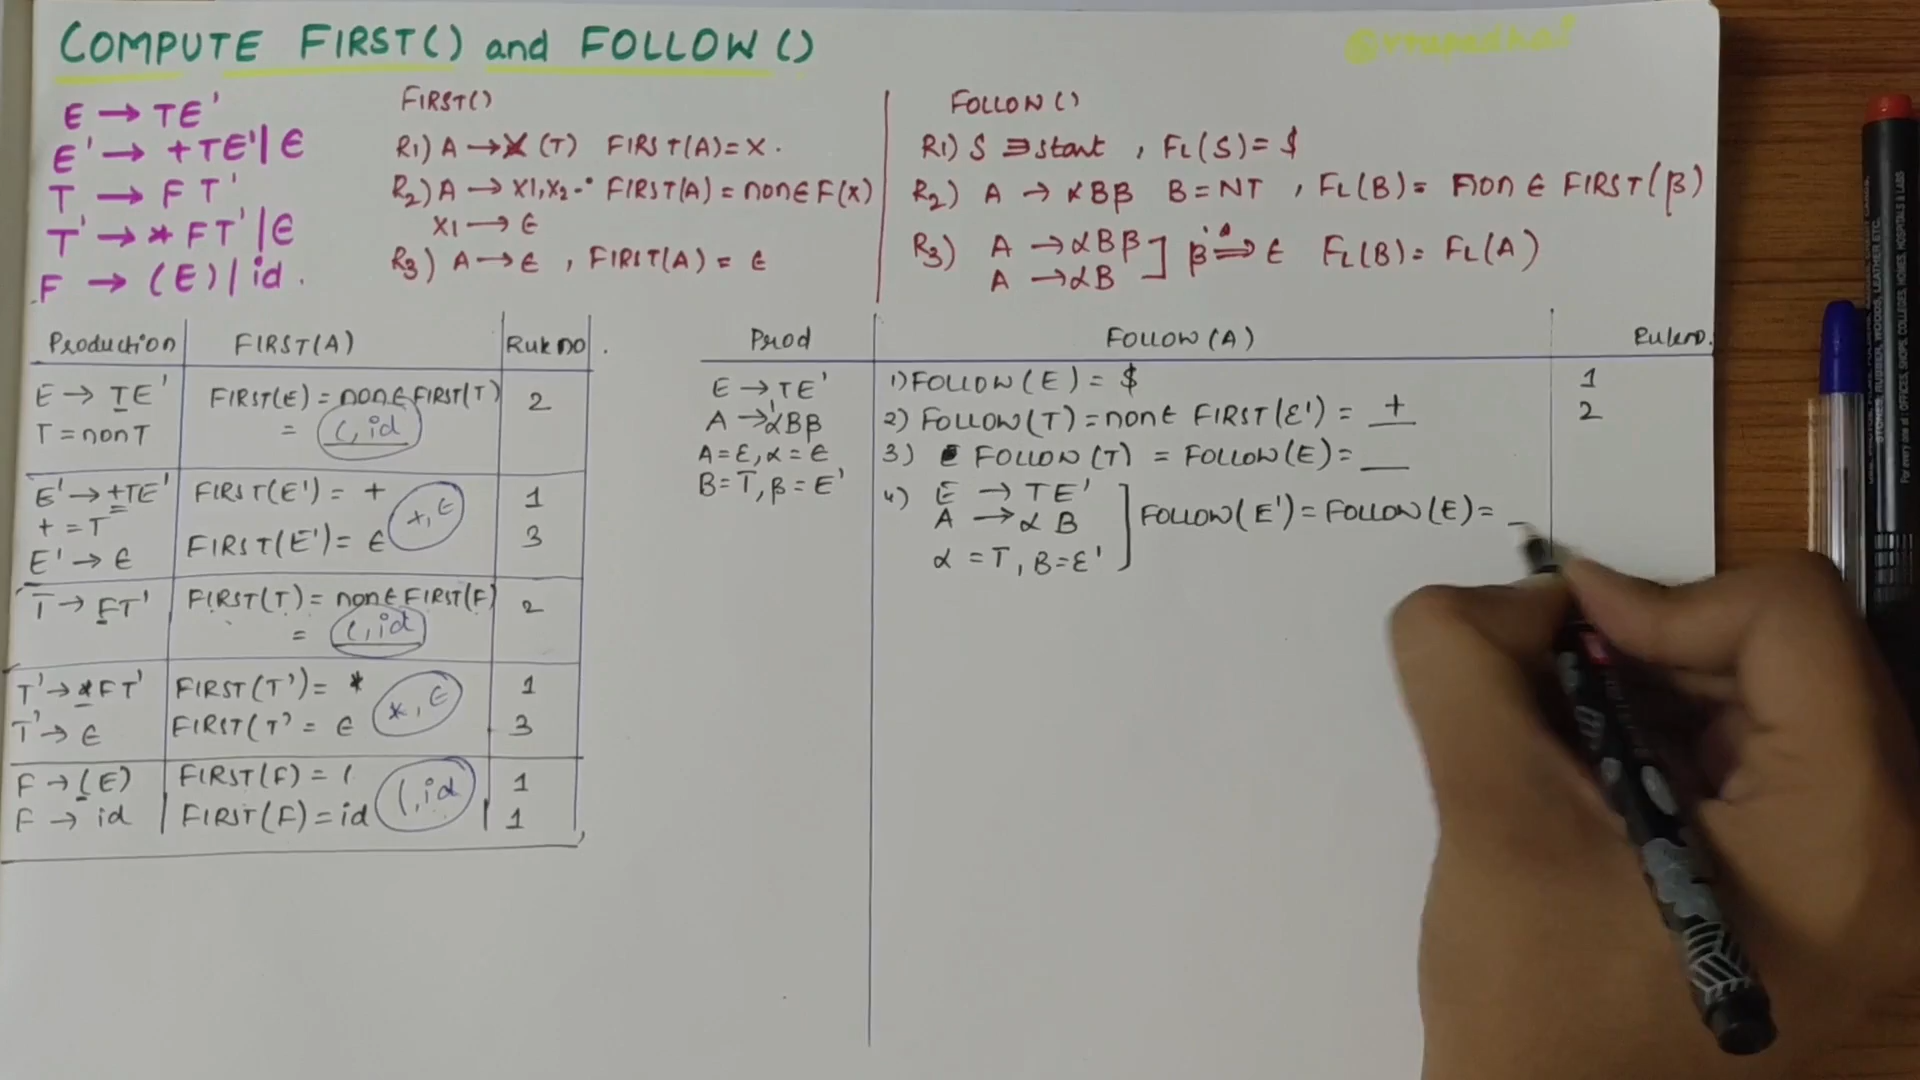 COMPUTE FIRST() and FOLLOW()
@vtupadhai
E → TE'
E' → +TE'|ϵ
T → FT'
T' → *FT'|ϵ
F → (E)|id.
FIRST()
R1) A → X (T) FIRST(A)=X.
R2) A → X1,X2-- FIRST(A) = non ϵ F(X)
X1 → ϵ
R3) A → ϵ, FIRST(A) = ϵ
FOLLOW()
R1) S ∋ start, FL(S)= $
R2) A → αBβ B=NT, FL(B)= non ϵ FIRST(β)
R3) A → αBβ ] β ⇒ ϵ FL(B)= FL(A)
A → αB
Production FIRST(A) Rule no.
E → TE' FIRST(E) = non ϵ FIRST(T) 2
T = nonT = (, id
E' → +TE' FIRST(E') = + +, ϵ 1
+ = T
E' → ϵ FIRST(E') = ϵ 3
T → FT' FIRST(T) = non ϵ FIRST(F) 2
= (, id
T' → *FT' FIRST(T') = * *, ϵ 1
T' → ϵ FIRST(T' = ϵ 3
F → (E) FIRST(F) = ( (, id 1
F → id FIRST(F) = id 1
Prod FOLLOW(A) Rule no.
E → TE' 1) FOLLOW(E) = $ 1
A → αBβ 2) FOLLOW(T) = non ϵ FIRST(E') = + 2
A = E, α = ϵ 3) FOLLOW(T) = FOLLOW(E) = __
B = T, β = E' 4) E → TE'
A → αB ] FOLLOW(E') = FOLLOW(E) = _
α = T, B = E'